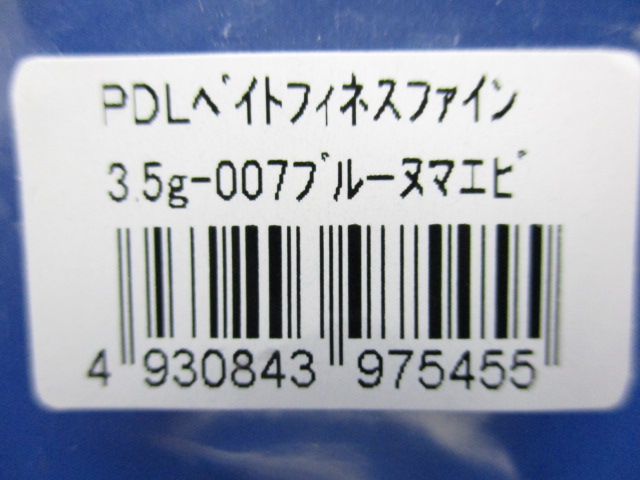 PDLﾍﾞｲﾄﾌｨﾈｽﾌｧｲﾝ
3.5g-007ﾌﾞﾙｰﾇﾏｴﾋﾞ
4 930843 975455